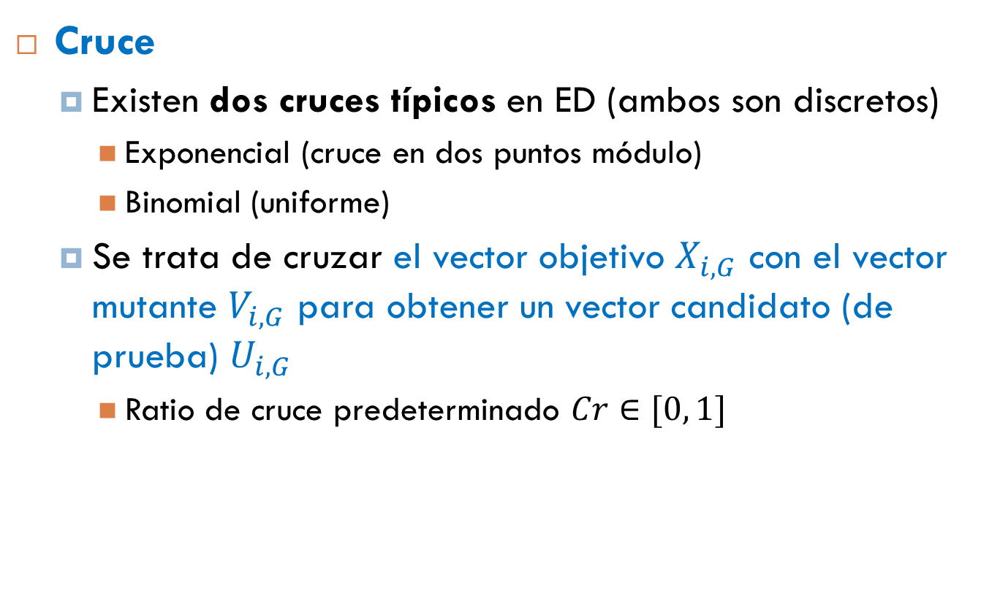 Cruce
Existen dos cruces típicos en ED (ambos son discretos)
Exponencial (cruce en dos puntos módulo)
Binomial (uniforme)
Se trata de cruzar el vector objetivo $X_{i,G}$ con el vector
mutante $V_{i,G}$ para obtener un vector candidato (de
prueba) $U_{i,G}$
Ratio de cruce predeterminado $Cr \in [0,1]$